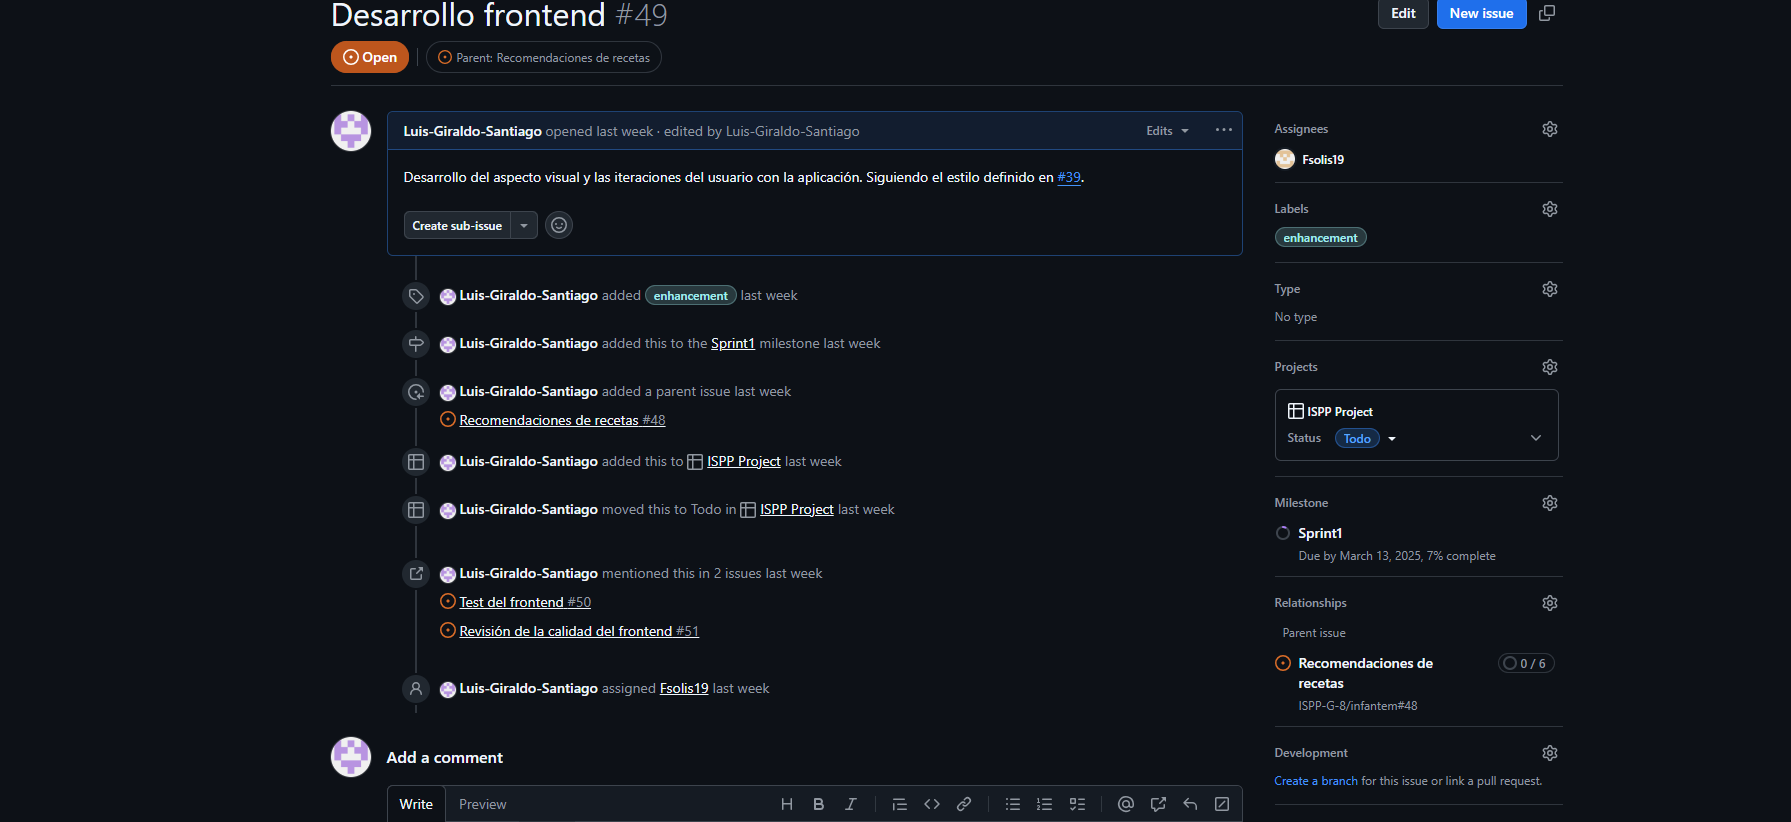 Desarrollo frontend #49
Edit
New issue
Open
Parent: Recomendaciones de recetas
Luis-Giraldo-Santiago opened last week · edited by Luis-Giraldo-Santiago
Edits
Desarrollo del aspecto visual y las iteraciones del usuario con la aplicación. Siguiendo el estilo definido en #39.
Create sub-issue
Luis-Giraldo-Santiago added enhancement last week
Luis-Giraldo-Santiago added this to the Sprint1 milestone last week
Luis-Giraldo-Santiago added a parent issue last week
Recomendaciones de recetas #48
Luis-Giraldo-Santiago added this to ISPP Project last week
Luis-Giraldo-Santiago moved this to Todo in ISPP Project last week
Luis-Giraldo-Santiago mentioned this in 2 issues last week
Test del frontend #50
Revisión de la calidad del frontend #51
Luis-Giraldo-Santiago assigned Fsolis19 last week
Add a comment
Write
Preview
Assignees
Fsolis19
Labels
enhancement
Type
No type
Projects
ISPP Project
Status Todo
Milestone
Sprint1
Due by March 13, 2025, 7% complete
Relationships
Parent issue
Recomendaciones de
recetas
0 / 6
ISPP-G-8/infantem#48
Development
Create a branch for this issue or link a pull request.